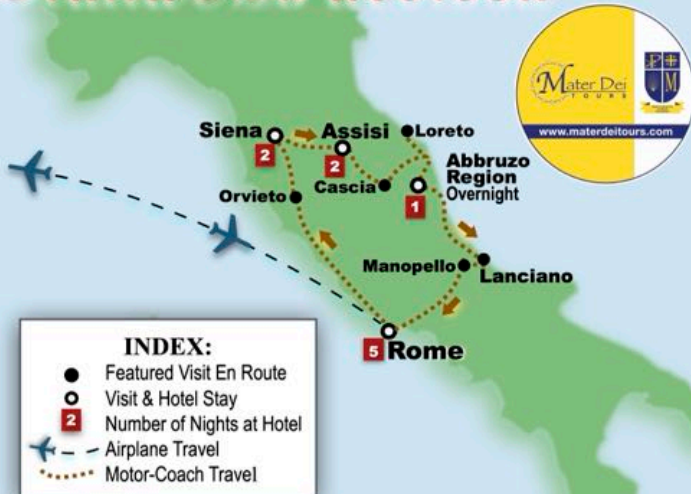 Mater Dei
TOURS
www.materdeitours.com
Siena
2
Assisi
2
Loreto
Orvieto
Cascia
Abbruzo
Region
Overnight
1
Manopello
Lanciano
5
Rome
INDEX:
Featured Visit En Route
Visit & Hotel Stay
2
Number of Nights at Hotel
Airplane Travel
Motor-Coach Travel